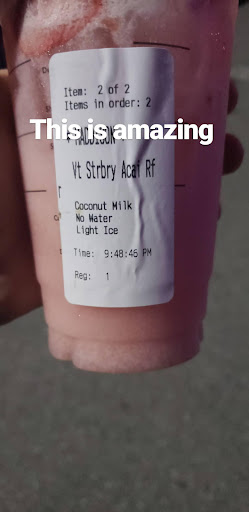 Item: 2 of 2
Items in order: 2
This is amazing
MADDISON
Vt Strbry Acai Rf
Coconut Milk
No Water
Light Ice
Time: 9:48:46 PM
Reg: 1